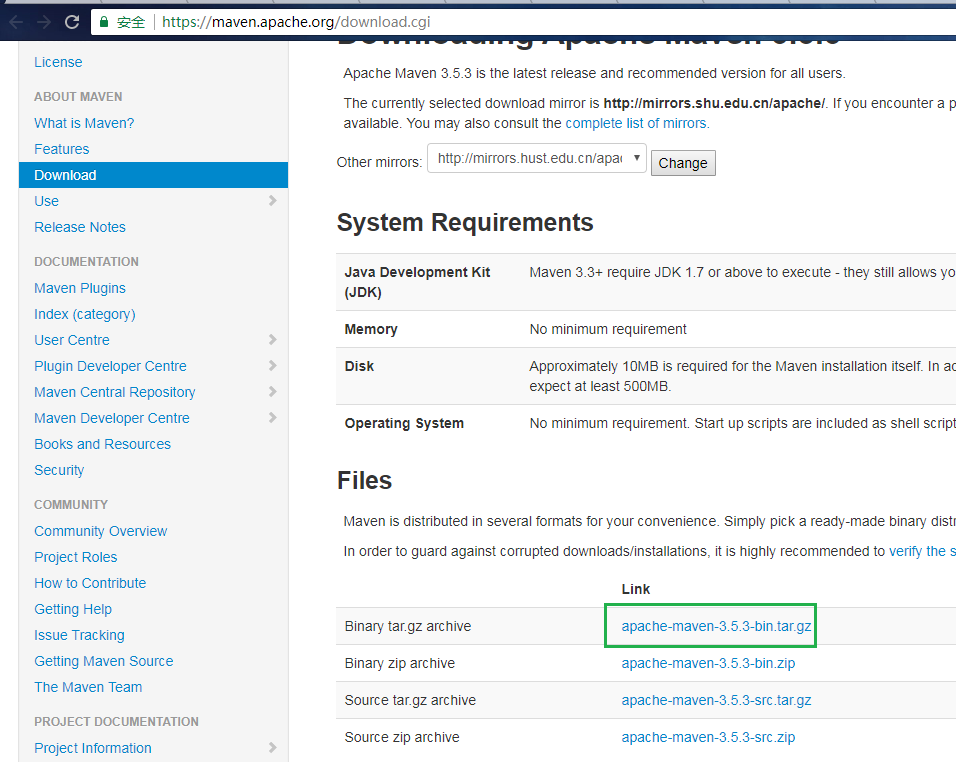 安全 https://maven.apache.org/download.cgi
License
ABOUT MAVEN
What is Maven?
Features
Download
Use
Release Notes
DOCUMENTATION
Maven Plugins
Index (category)
User Centre
Plugin Developer Centre
Maven Central Repository
Maven Developer Centre
Books and Resources
Security
COMMUNITY
Community Overview
Project Roles
How to Contribute
Getting Help
Issue Tracking
Getting Maven Source
The Maven Team
PROJECT DOCUMENTATION
Project Information
Downloading Apache Maven
Apache Maven 3.5.3 is the latest release and recommended version for all users.
The currently selected download mirror is http://mirrors.shu.edu.cn/apache/. If you encounter a p
available. You may also consult the complete list of mirrors.
Other mirrors: http://mirrors.hust.edu.cn/apac Change
System Requirements
Java Development Kit
(JDK)
Maven 3.3+ require JDK 1.7 or above to execute - they still allows yo
Memory
No minimum requirement
Disk
Approximately 10MB is required for the Maven installation itself. In ad
expect at least 500MB.
Operating System
No minimum requirement. Start up scripts are included as shell script
Files
Maven is distributed in several formats for your convenience. Simply pick a ready-made binary distr
In order to guard against corrupted downloads/installations, it is highly recommended to verify the s
Link
Binary tar.gz archive
apache-maven-3.5.3-bin.tar.gz
Binary zip archive
apache-maven-3.5.3-bin.zip
Source tar.gz archive
apache-maven-3.5.3-src.tar.gz
Source zip archive
apache-maven-3.5.3-src.zip